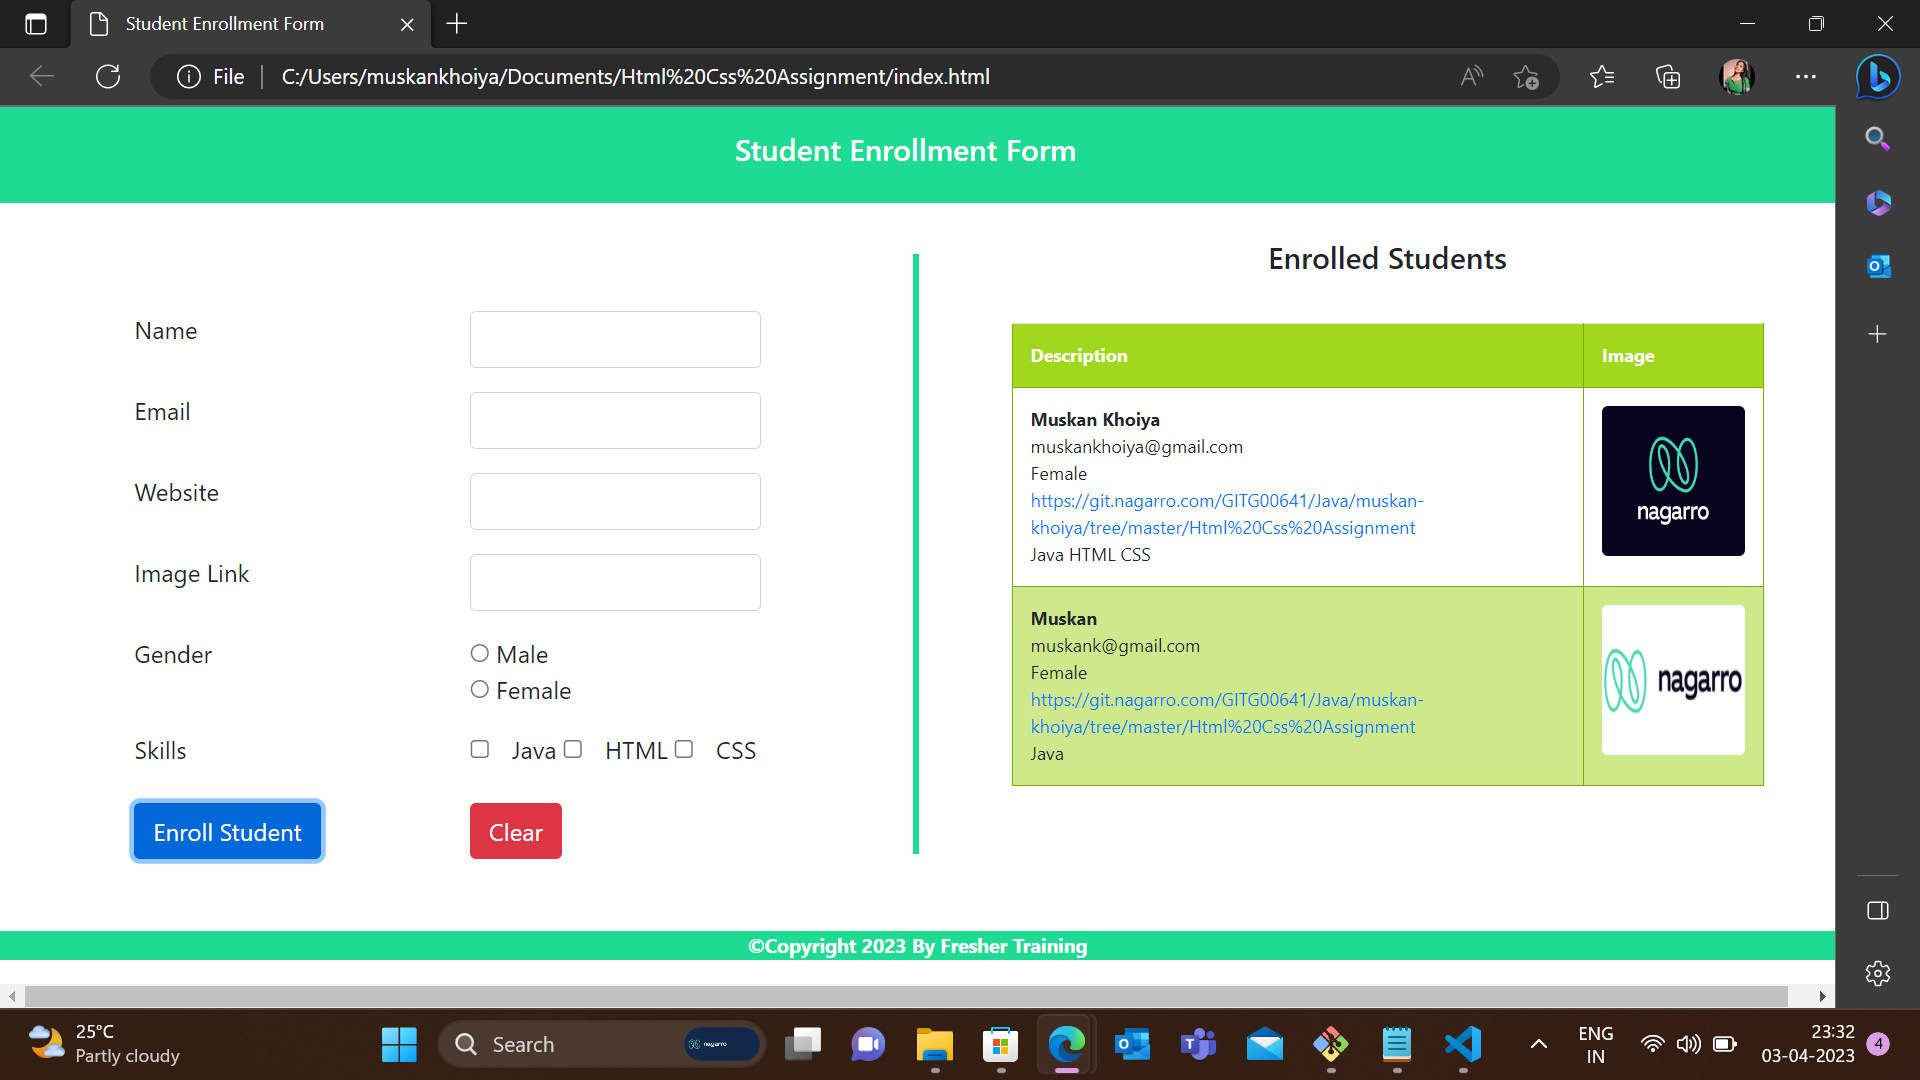 Student Enrollment Form
File
C:/Users/muskankhoiya/Documents/Html%20Css%20Assignment/index.html
Student Enrollment Form
Name
Email
Website
Image Link
Gender
Male
Female
Skills
Java HTML CSS
Enroll Student
Clear
Enrolled Students
Description Image
Muskan Khoiya
muskankhoiya@gmail.com
Female
https://git.nagarro.com/GITG00641/Java/muskan-
khoiya/tree/master/Html%20Css%20Assignment
Java HTML CSS
nagarro
Muskan
muskank@gmail.com
Female
https://git.nagarro.com/GITG00641/Java/muskan-
khoiya/tree/master/Html%20Css%20Assignment
Java
nagarro
©Copyright 2023 By Fresher Training
25°C
Partly cloudy
Search
nagarro
ENG
IN
23:32
03-04-2023
4